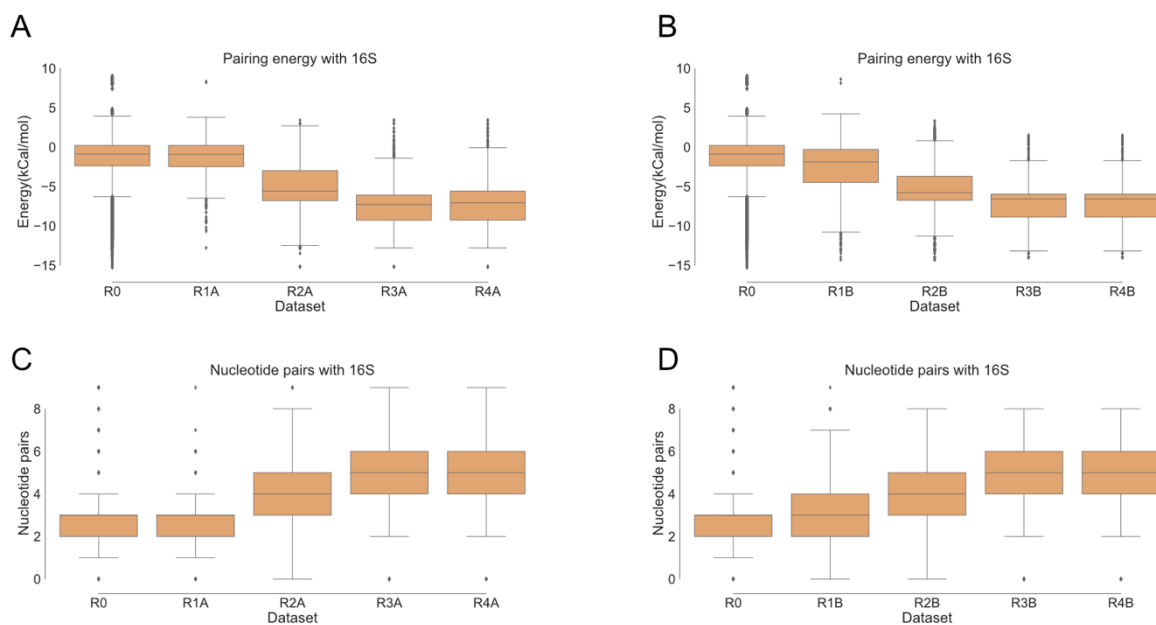 A
Pairing energy with 16S
Energy(kCal/mol)
10
5
0
−5
−10
−15
R0 R1A R2A R3A R4A
Dataset
B
Pairing energy with 16S
Energy(kCal/mol)
10
5
0
−5
−10
−15
R0 R1B R2B R3B R4B
Dataset
C
Nucleotide pairs with 16S
Nucleotide pairs
8
6
4
2
0
R0 R1A R2A R3A R4A
Dataset
D
Nucleotide pairs with 16S
Nucleotide pairs
8
6
4
2
0
R0 R1B R2B R3B R4B
Dataset